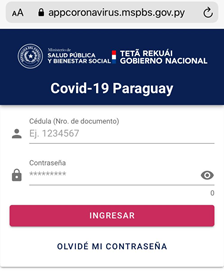 AA appcoronavirus.mspbs.gov.py
Ministerio de
SALUD PÚBLICA
Y BIENESTAR SOCIAL
TETÃ REKUÁI
GOBIERNO NACIONAL
Covid-19 Paraguay
Cédula (Nro. de documento)
Ej. 1234567
Contraseña
*********
0
INGRESAR
OLVIDÉ MI CONTRASEÑA